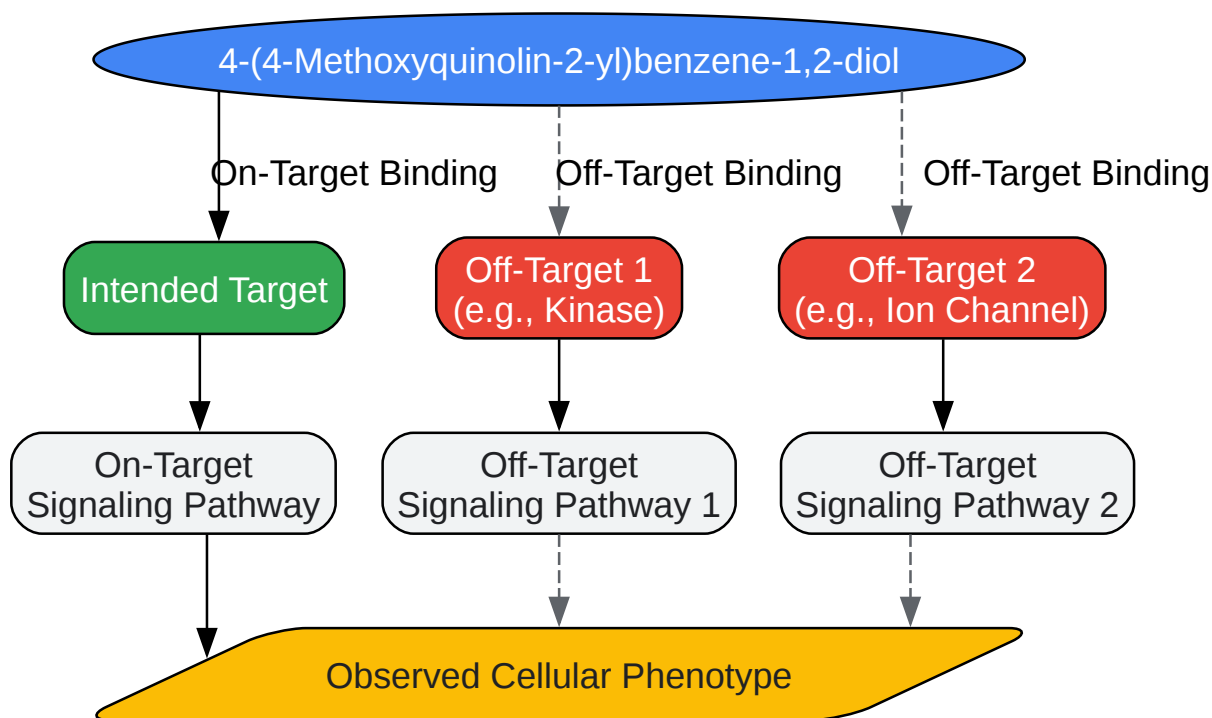 4-(4-Methoxyquinolin-2-yl)benzene-1,2-diol
On-Target Binding
Off-Target Binding
Off-Target Binding
Intended Target
Off-Target 1
(e.g., Kinase)
Off-Target 2
(e.g., Ion Channel)
On-Target
Signaling Pathway
Off-Target
Signaling Pathway 1
Off-Target
Signaling Pathway 2
Observed Cellular Phenotype